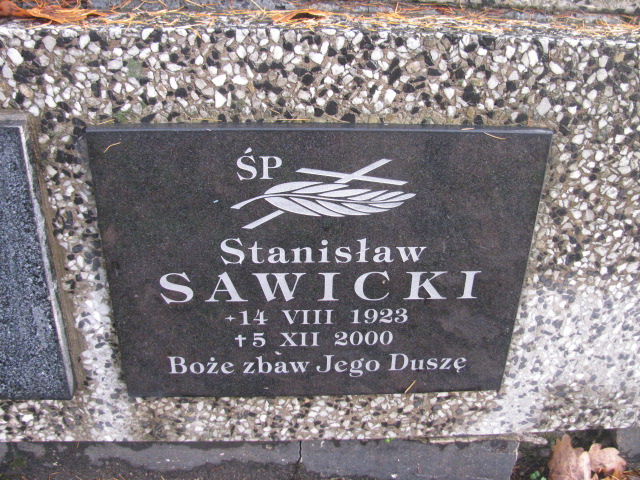 ŚP
Stanisław
SAWICKI
*14 VIII 1923
✝5 XII 2000
Boże zbaw Jego Duszę